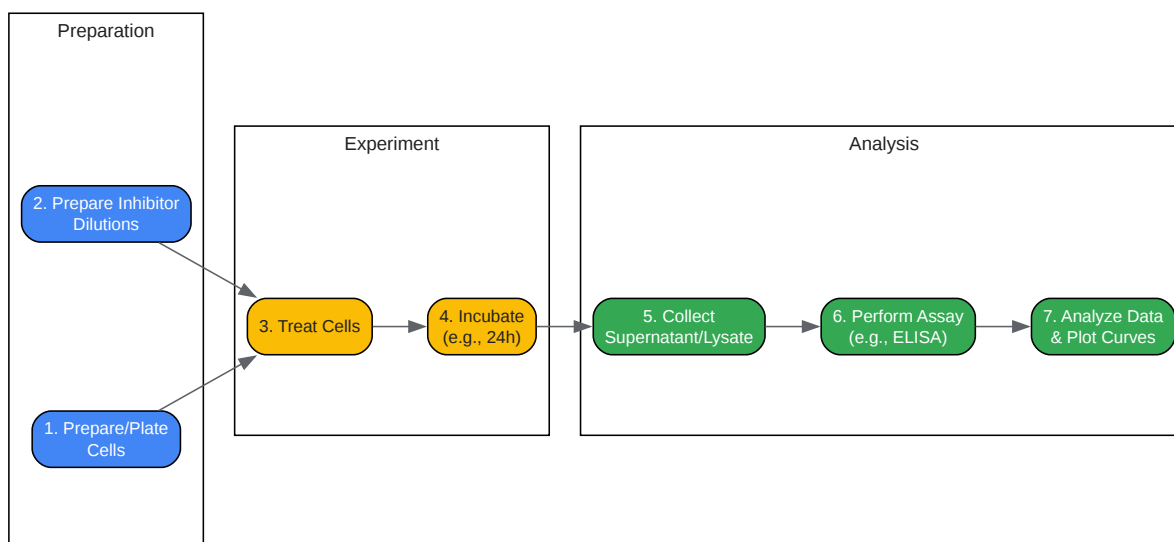 Preparation
2. Prepare Inhibitor
Dilutions
1. Prepare/Plate
Cells
Experiment
3. Treat Cells
4. Incubate
(e.g., 24h)
Analysis
5. Collect
Supernatant/Lysate
6. Perform Assay
(e.g., ELISA)
7. Analyze Data
& Plot Curves